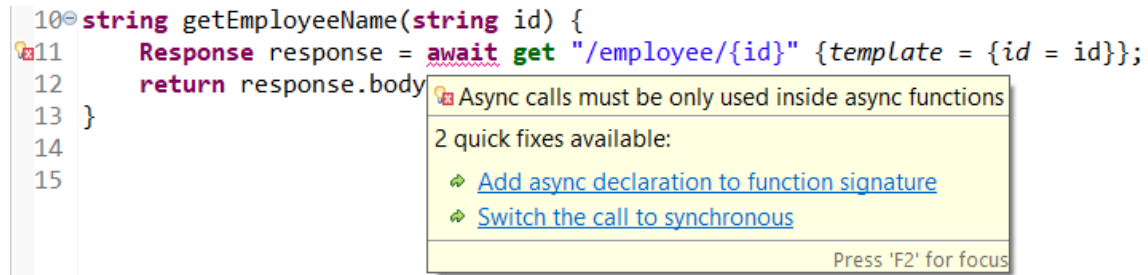 10 string getEmployeeName(string id) {
11 Response response = await get "/employee/{id}" {template = {id = id}};
12 return response.body
13 }
14
15
Async calls must be only used inside async functions
2 quick fixes available:
Add async declaration to function signature
Switch the call to synchronous
Press 'F2' for focus